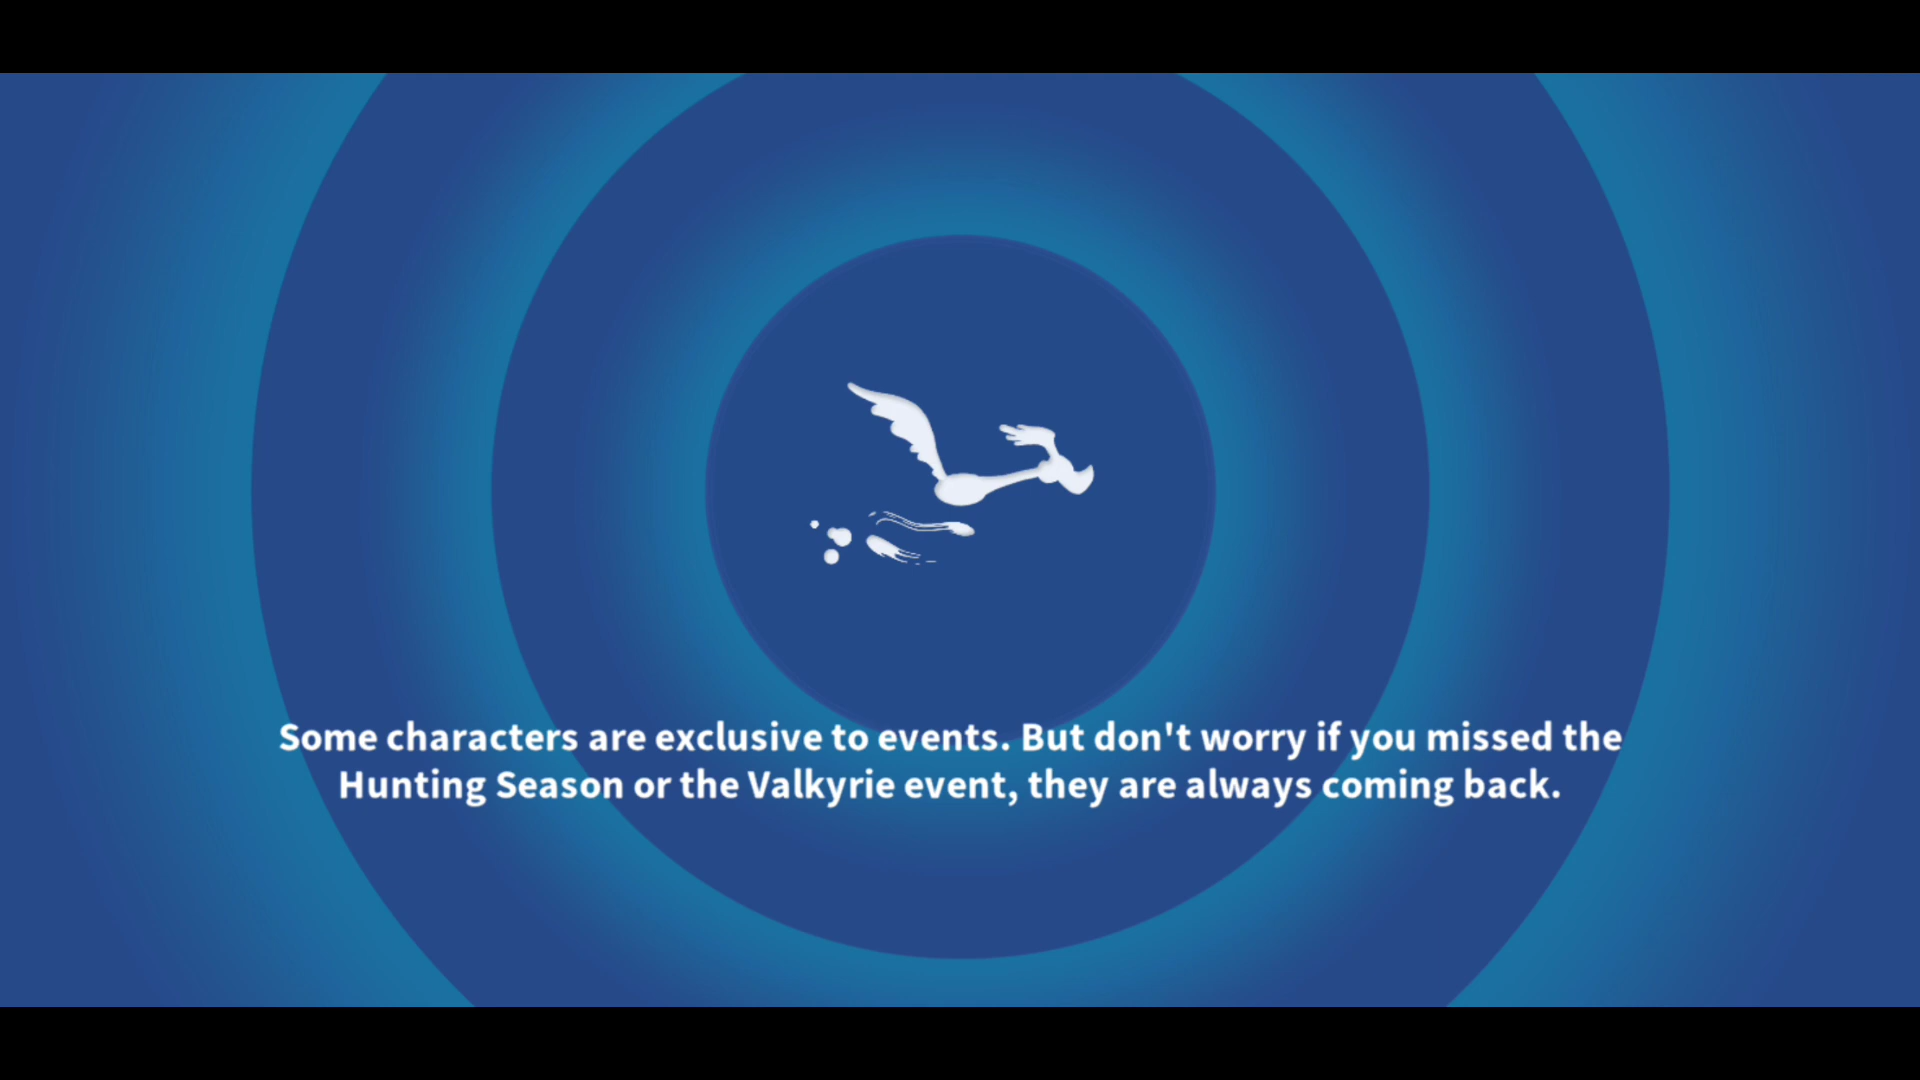 Some characters are exclusive to events. But don't worry if you missed the
Hunting Season or the Valkyrie event, they are always coming back.